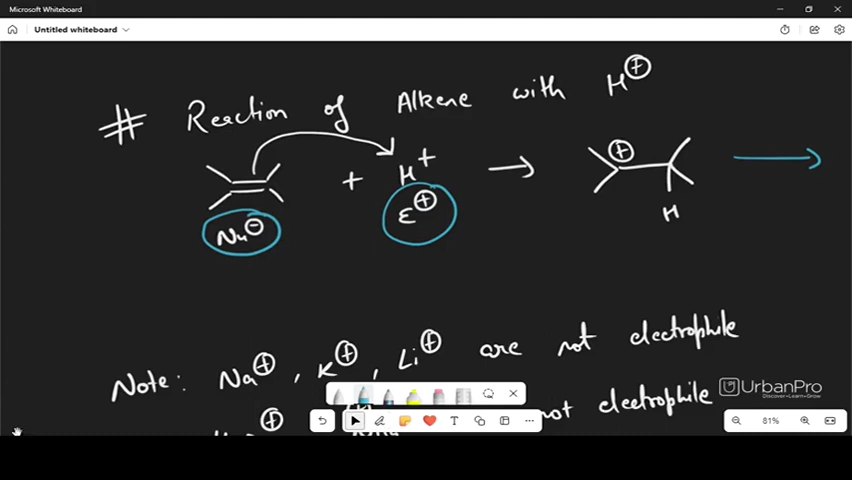 Microsoft Whiteboard
Untitled whiteboard
# Reaction of Alkene with H⊕
+ H+ → ⊕
Nu⊖ E⊕ H
Note: Na⊕, K⊕, Li⊕ are not electrophile
not electrophile
UrbanPro
Discover•Learn•Grow
81%